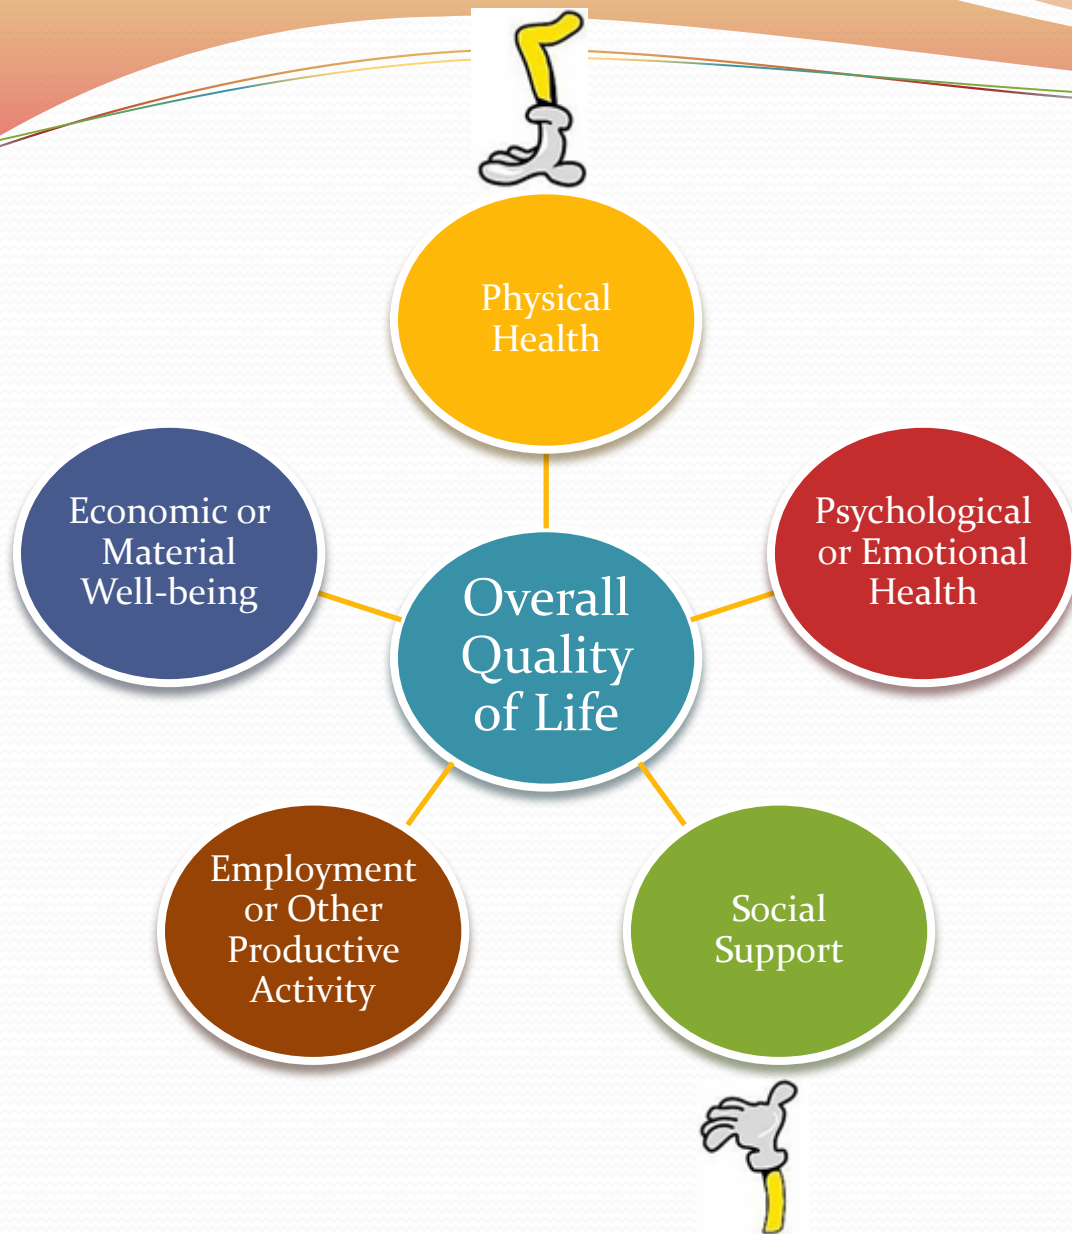 Physical
Health
Economic or
Material
Well-being
Psychological
or Emotional
Health
Overall
Quality
of Life
Employment
or Other
Productive
Activity
Social
Support